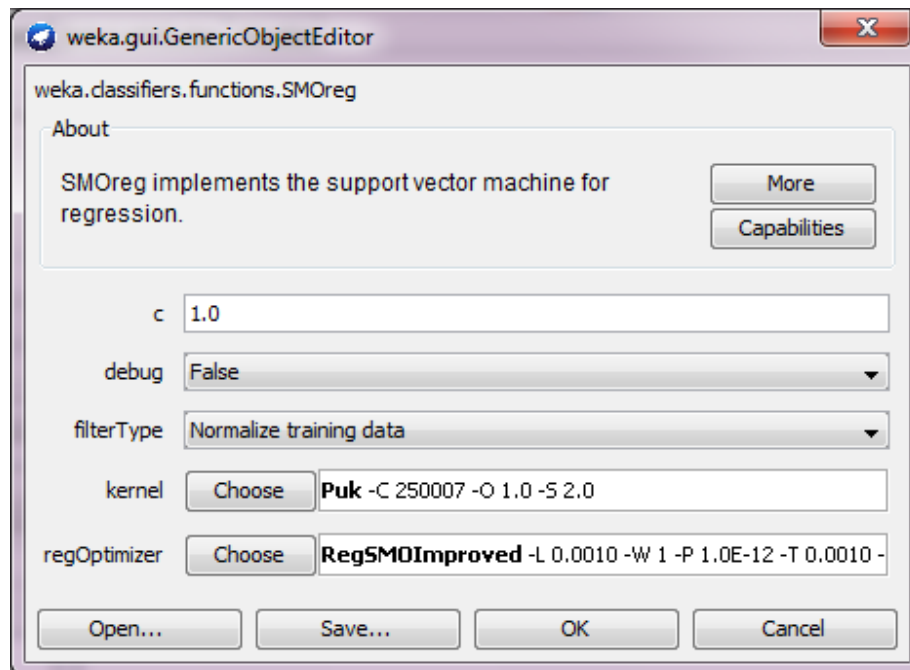 weka.gui.GenericObjectEditor
weka.classifiers.functions.SMOreg
About
SMOreg implements the support vector machine for
regression.
More
Capabilities
c 1.0
debug False
filterType Normalize training data
kernel Choose Puk -C 250007 -O 1.0 -S 2.0
regOptimizer Choose RegSMOImproved -L 0.0010 -W 1 -P 1.0E-12 -T 0.0010 -
Open... Save... OK Cancel